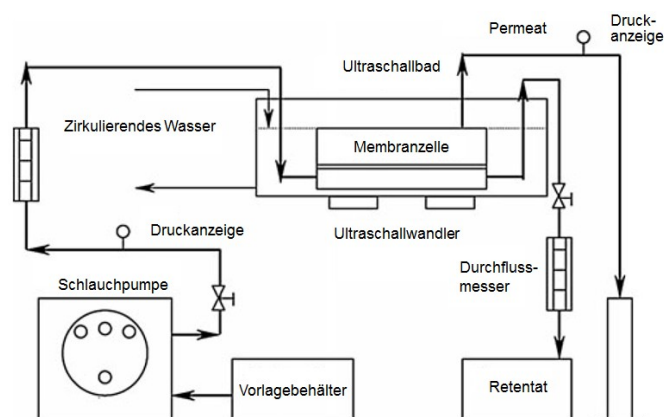 Permeat
Druck-
anzeige
Ultraschallbad
Zirkulierendes Wasser
Membranzelle
Druckanzeige
Ultraschallwandler
Durchfluss-
messer
Schlauchpumpe
Vorlagebehälter
Retentat